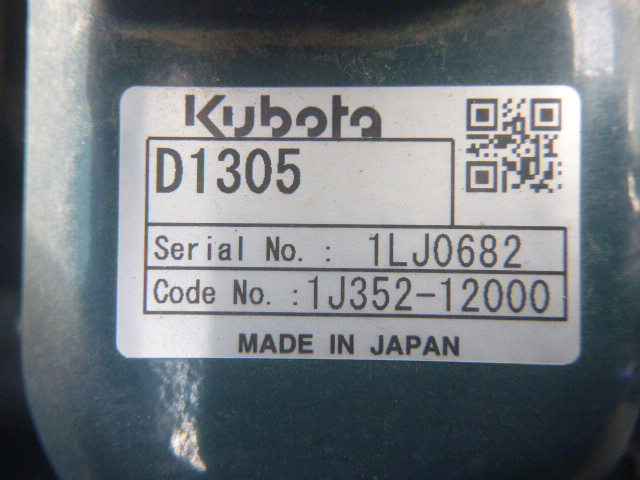 Kubota
D1305
Serial No. : 1LJ0682
Code No. :1J352-12000
MADE IN JAPAN